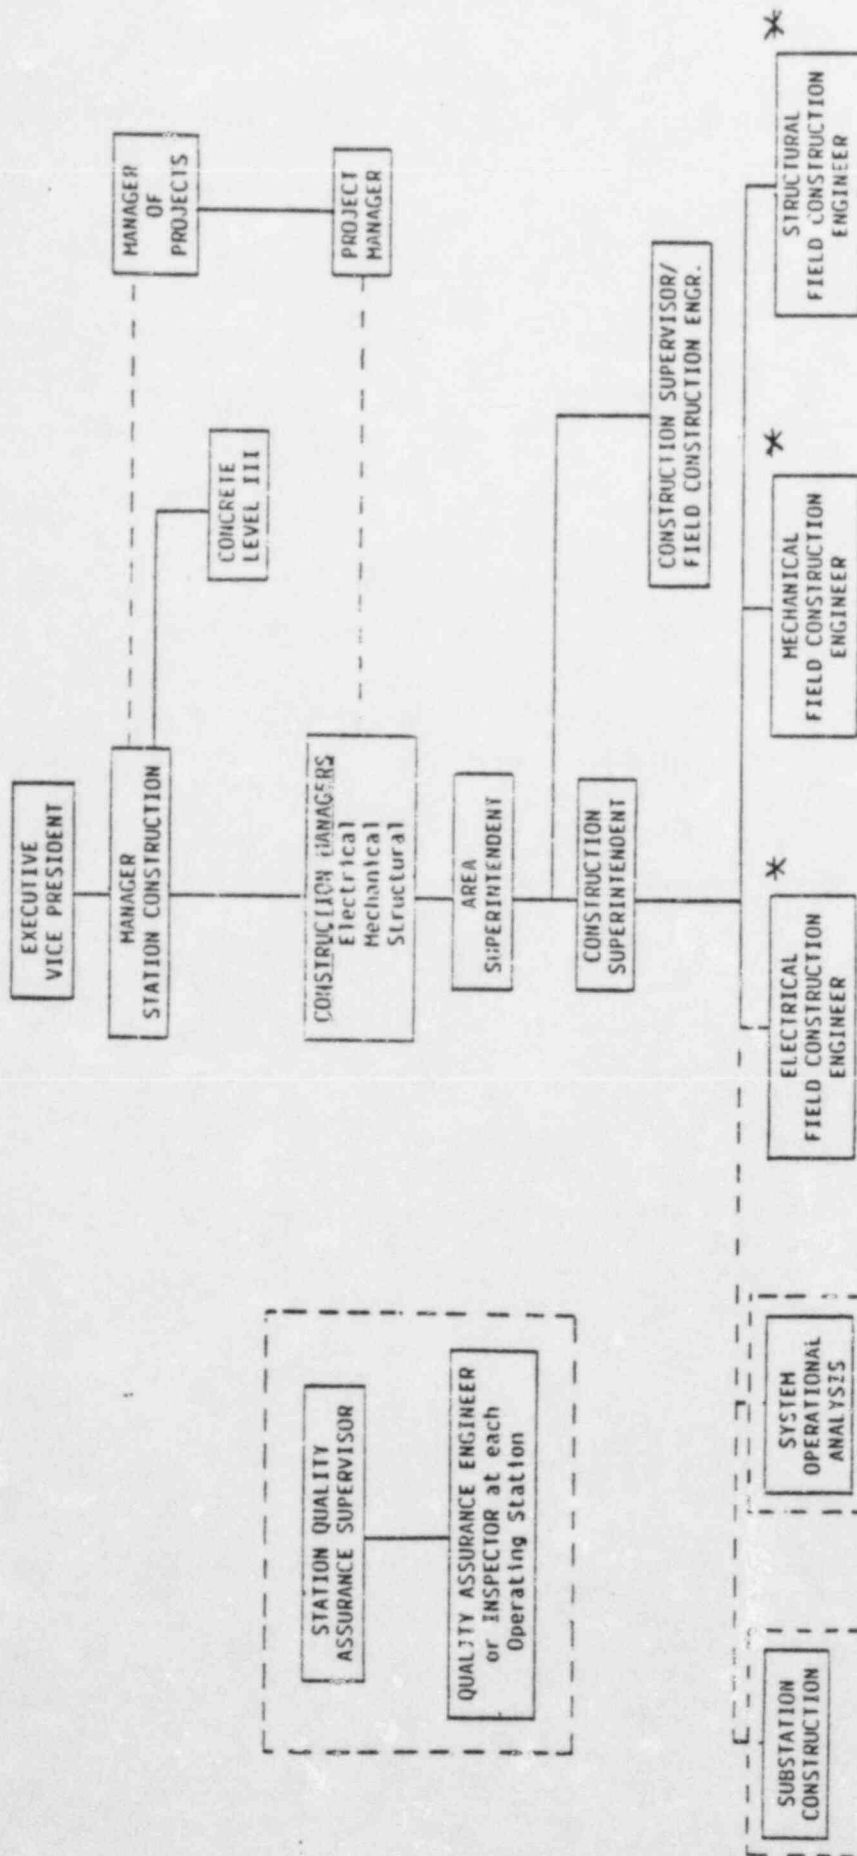 EXECUTIVE
VICE PRESIDENT
MANAGER
STATION CONSTRUCTION
MANAGER
OF
PROJECTS
CONCRETE
LEVEL III
CONSTRUCTION MANAGERS
Electrical
Mechanical
Structural
PROJECT
MANAGER
STATION QUALITY
ASSURANCE SUPERVISOR
QUALITY ASSURANCE ENGINEER
or INSPECTOR at each
Operating Station
AREA
SUPERINTENDENT
CONSTRUCTION
SUPERINTENDENT
CONSTRUCTION SUPERVISOR/
FIELD CONSTRUCTION ENGR.
SUBSTATION
CONSTRUCTION
SYSTEM
OPERATIONAL
ANALYSIS
*
ELECTRICAL
FIELD CONSTRUCTION
ENGINEER
*
MECHANICAL
FIELD CONSTRUCTION
ENGINEER
*
STRUCTURAL
FIELD CONSTRUCTION
ENGINEER